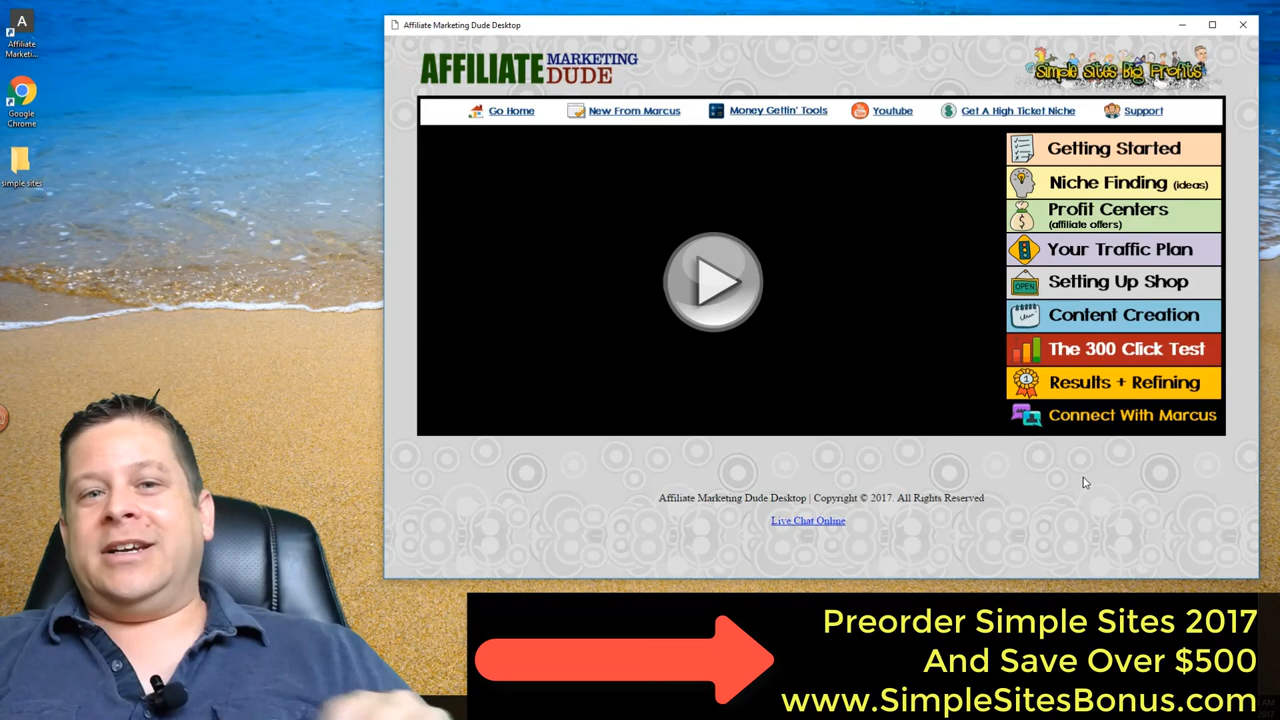 A
Affiliate
Marketi...
Google
Chrome
simple sites
Affiliate Marketing Dude Desktop
AFFILIATE MARKETING DUDE
Simple Sites Big Profits
Go Home
New From Marcus
Money Gettin' Tools
Youtube
Get A High Ticket Niche
Support
Getting Started
Niche Finding (ideas)
Profit Centers
(affiliate offers)
Your Traffic Plan
OPEN
Setting Up Shop
Content Creation
The 300 Click Test
1
Results + Refining
Connect With Marcus
Affiliate Marketing Dude Desktop | Copyright © 2017. All Rights Reserved
Live Chat Online
Preorder Simple Sites 2017
And Save Over $500
www.SimpleSitesBonus.com